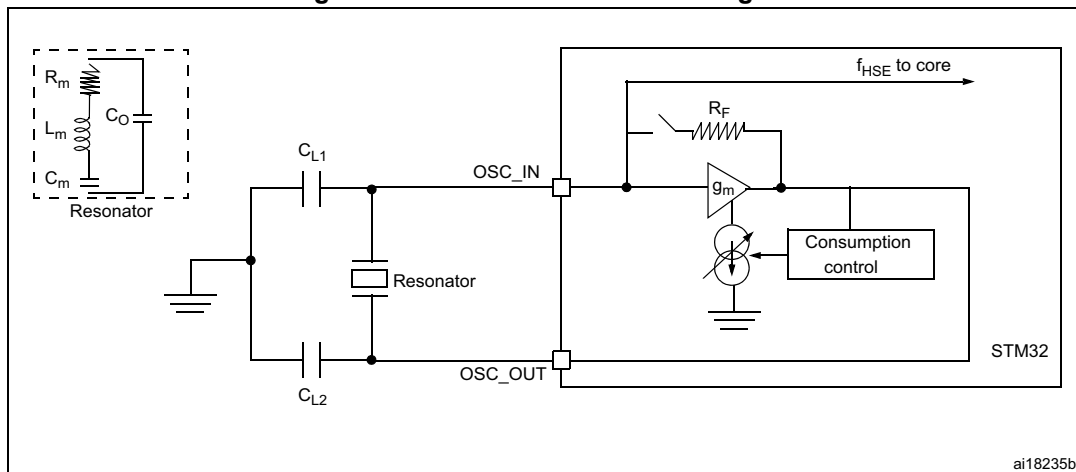 R_m
L_m
C_O
C_m
Resonator
C_L1
C_L2
Resonator
OSC_IN
OSC_OUT
f_HSE to core
R_F
g_m
Consumption
control
STM32
ai18235b